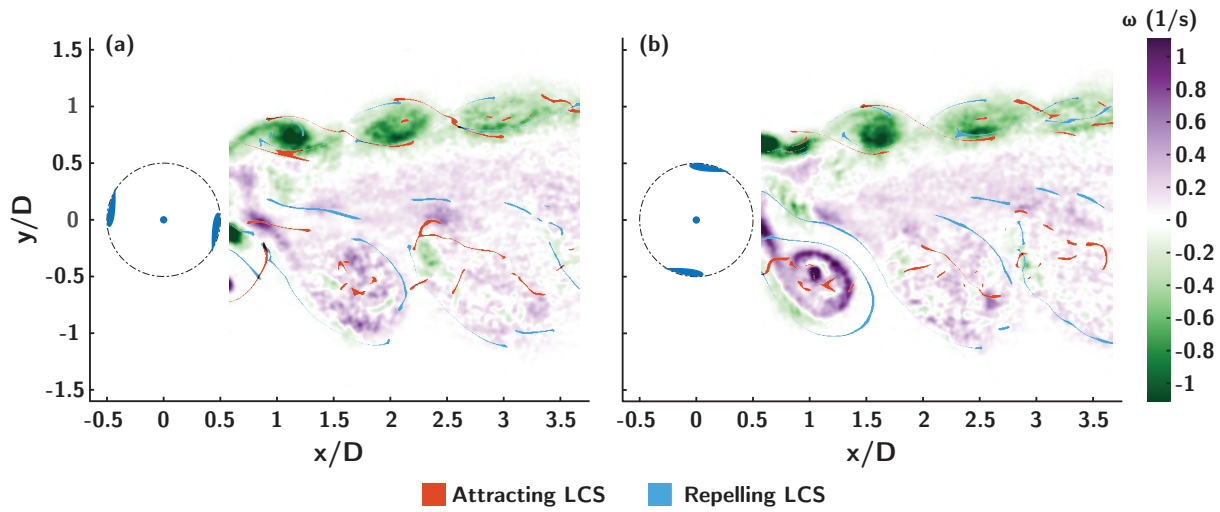 ω (1/s)
(a)
(b)
1.5
1
0.5
0
-0.5
-1
-1.5
y/D
1
0.8
0.6
0.4
0.2
0
-0.2
-0.4
-0.6
-0.8
-1
-0.5 0 0.5 1 1.5 2 2.5 3 3.5
-0.5 0 0.5 1 1.5 2 2.5 3 3.5
x/D
x/D
Attracting LCS
Repelling LCS